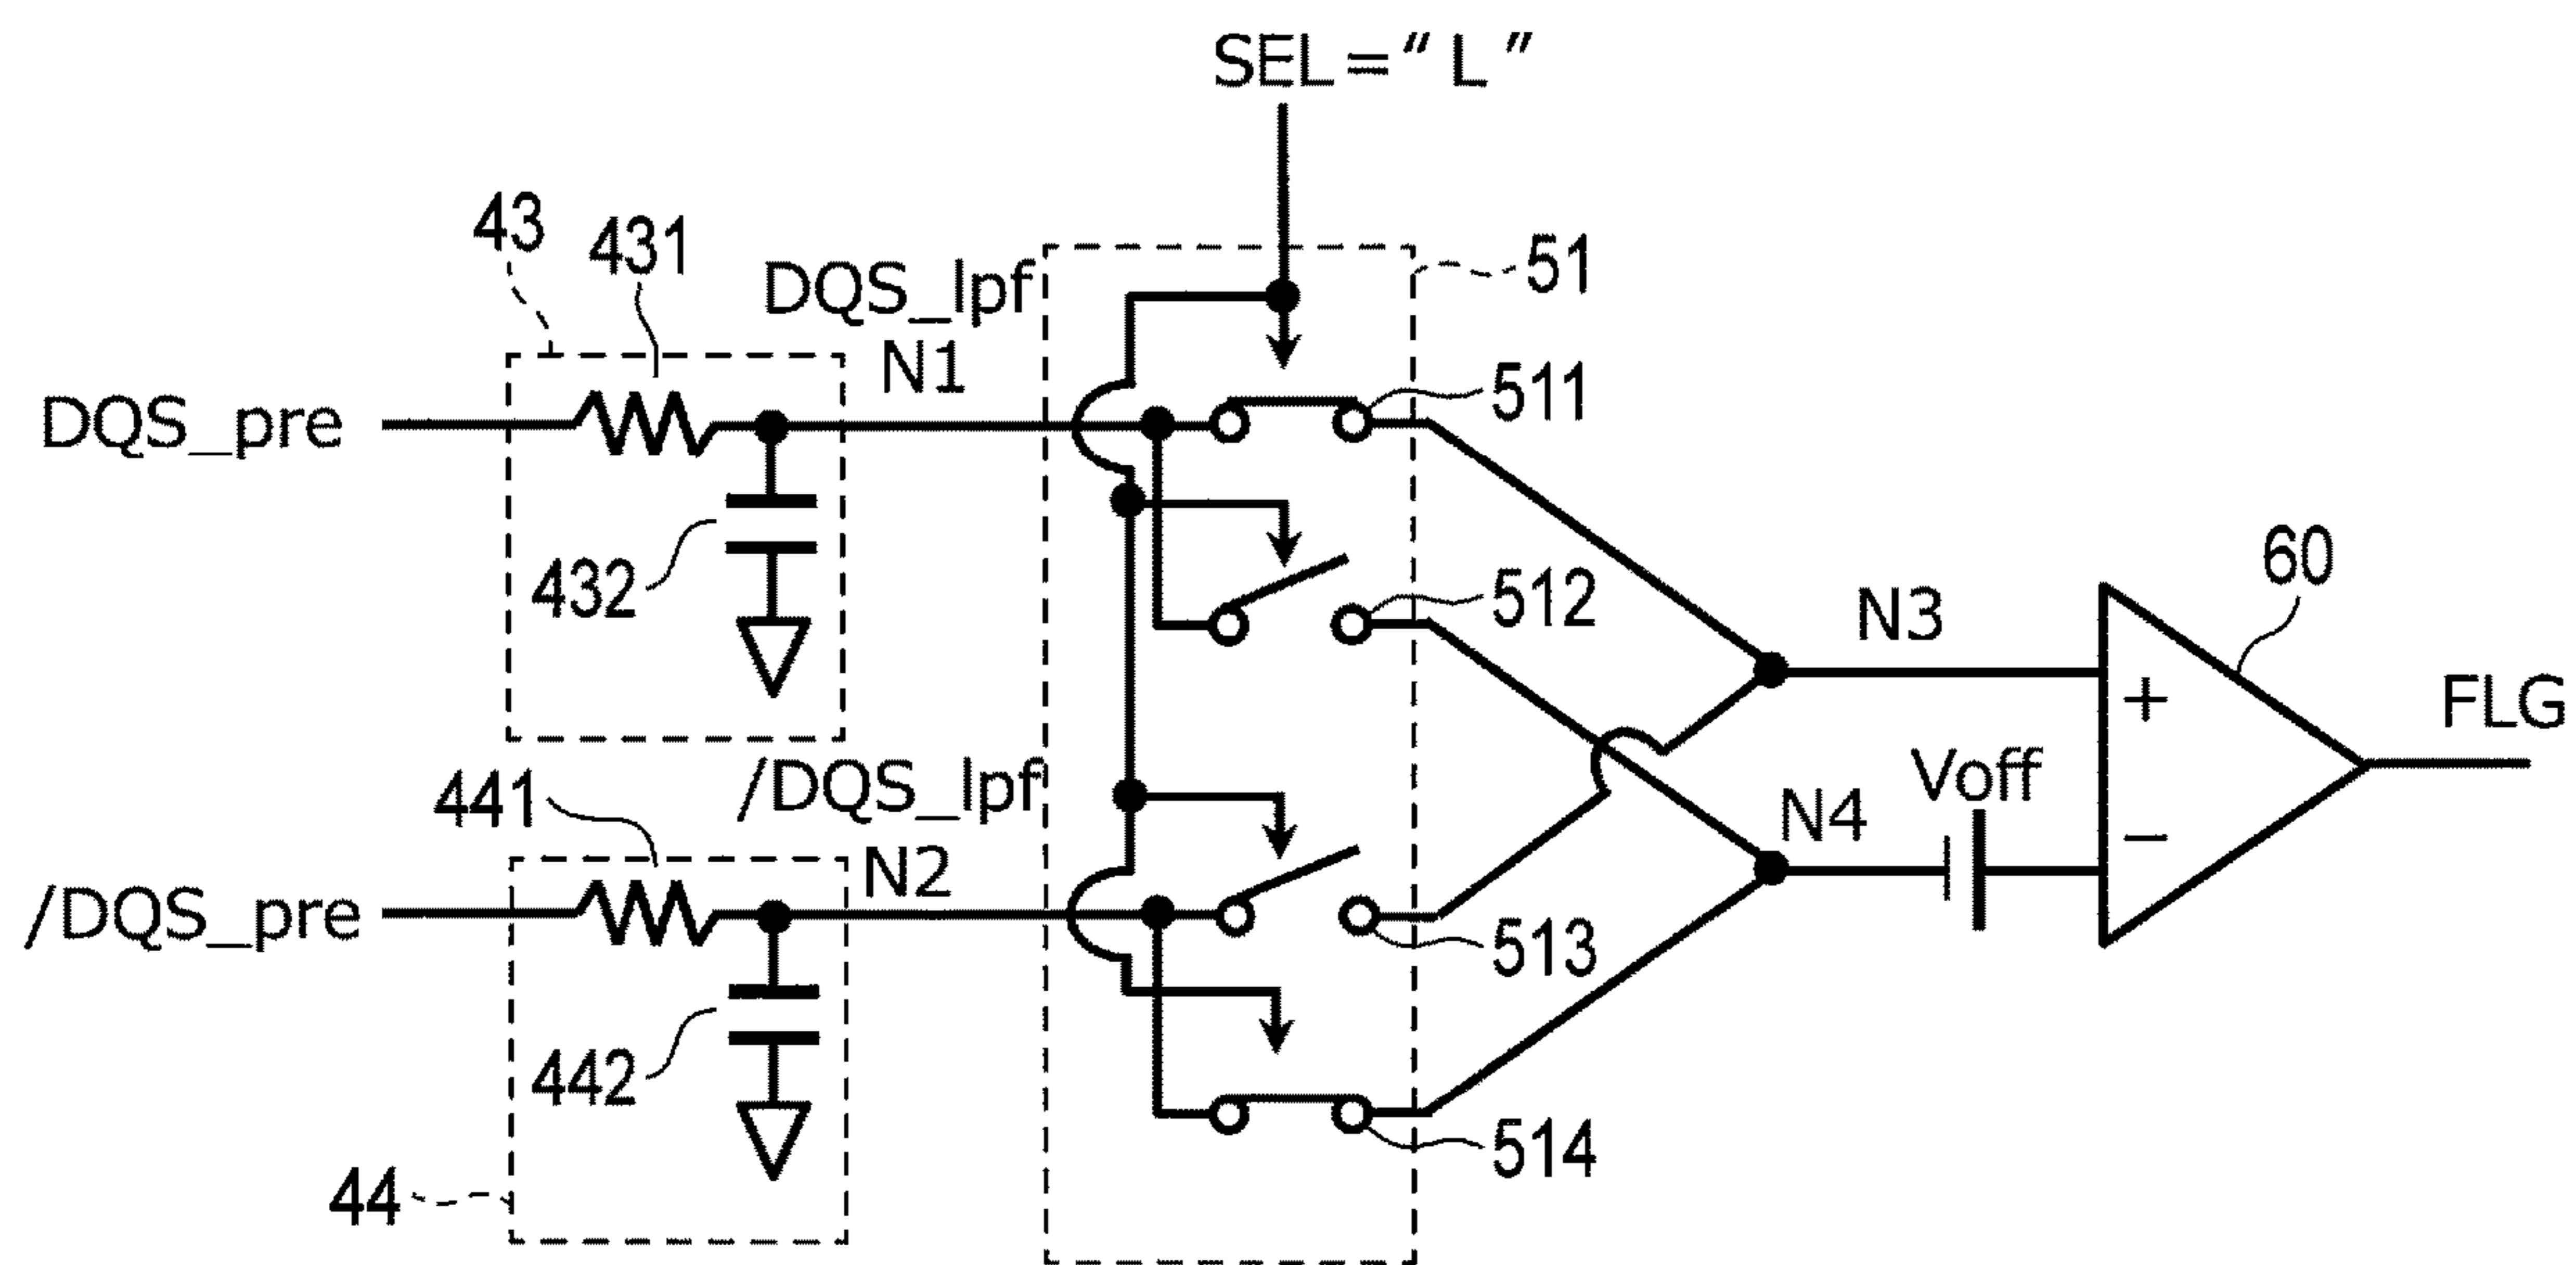 SEL=“L”
43
431
DQS_lpf
51
N1
511
DQS_pre
432
512
60
N3
+
FLG
/DQS_lpf
Voff
441
N4
−
N2
/DQS_pre
513
442
514
44